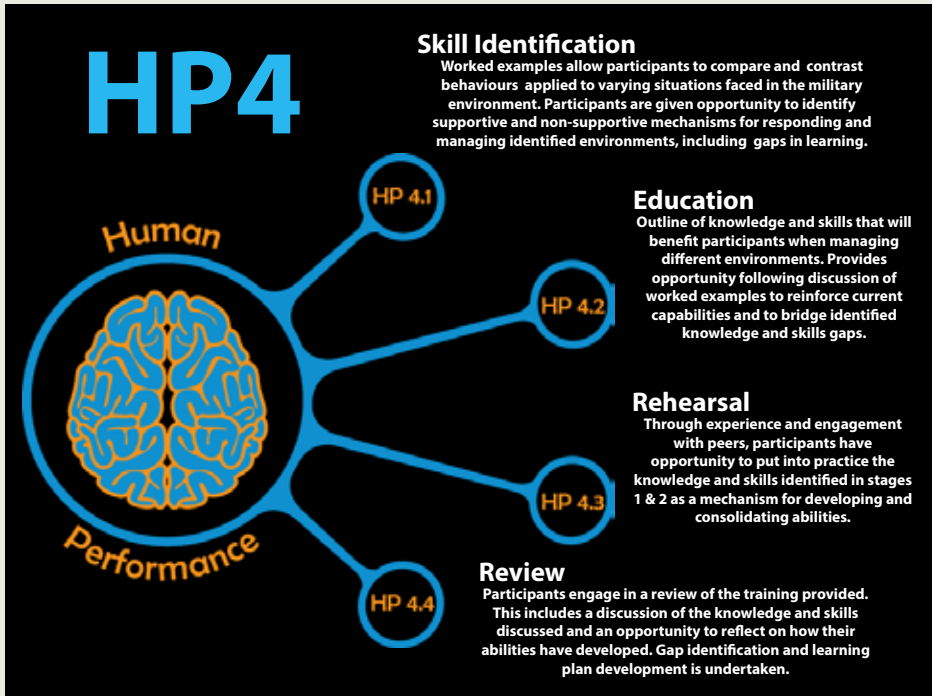 HP4
Skill Identification
Worked examples allow participants to compare and contrast
behaviours applied to varying situations faced in the military
environment. Participants are given opportunity to identify
supportive and non-supportive mechanisms for responding and
managing identified environments, including gaps in learning.
HP 4.1
Human
Performance
Education
Outline of knowledge and skills that will
benefit participants when managing
different environments. Provides
opportunity following discussion of
worked examples to reinforce current
capabilities and to bridge identified
knowledge and skills gaps.
HP 4.2
Rehearsal
Through experience and engagement
with peers, participants have
opportunity to put into practice the
knowledge and skills identified in stages
1 & 2 as a mechanism for developing and
consolidating abilities.
HP 4.3
Review
Participants engage in a review of the training provided.
This includes a discussion of the knowledge and skills
discussed and an opportunity to reflect on how their
abilities have developed. Gap identification and learning
plan development is undertaken.
HP 4.4